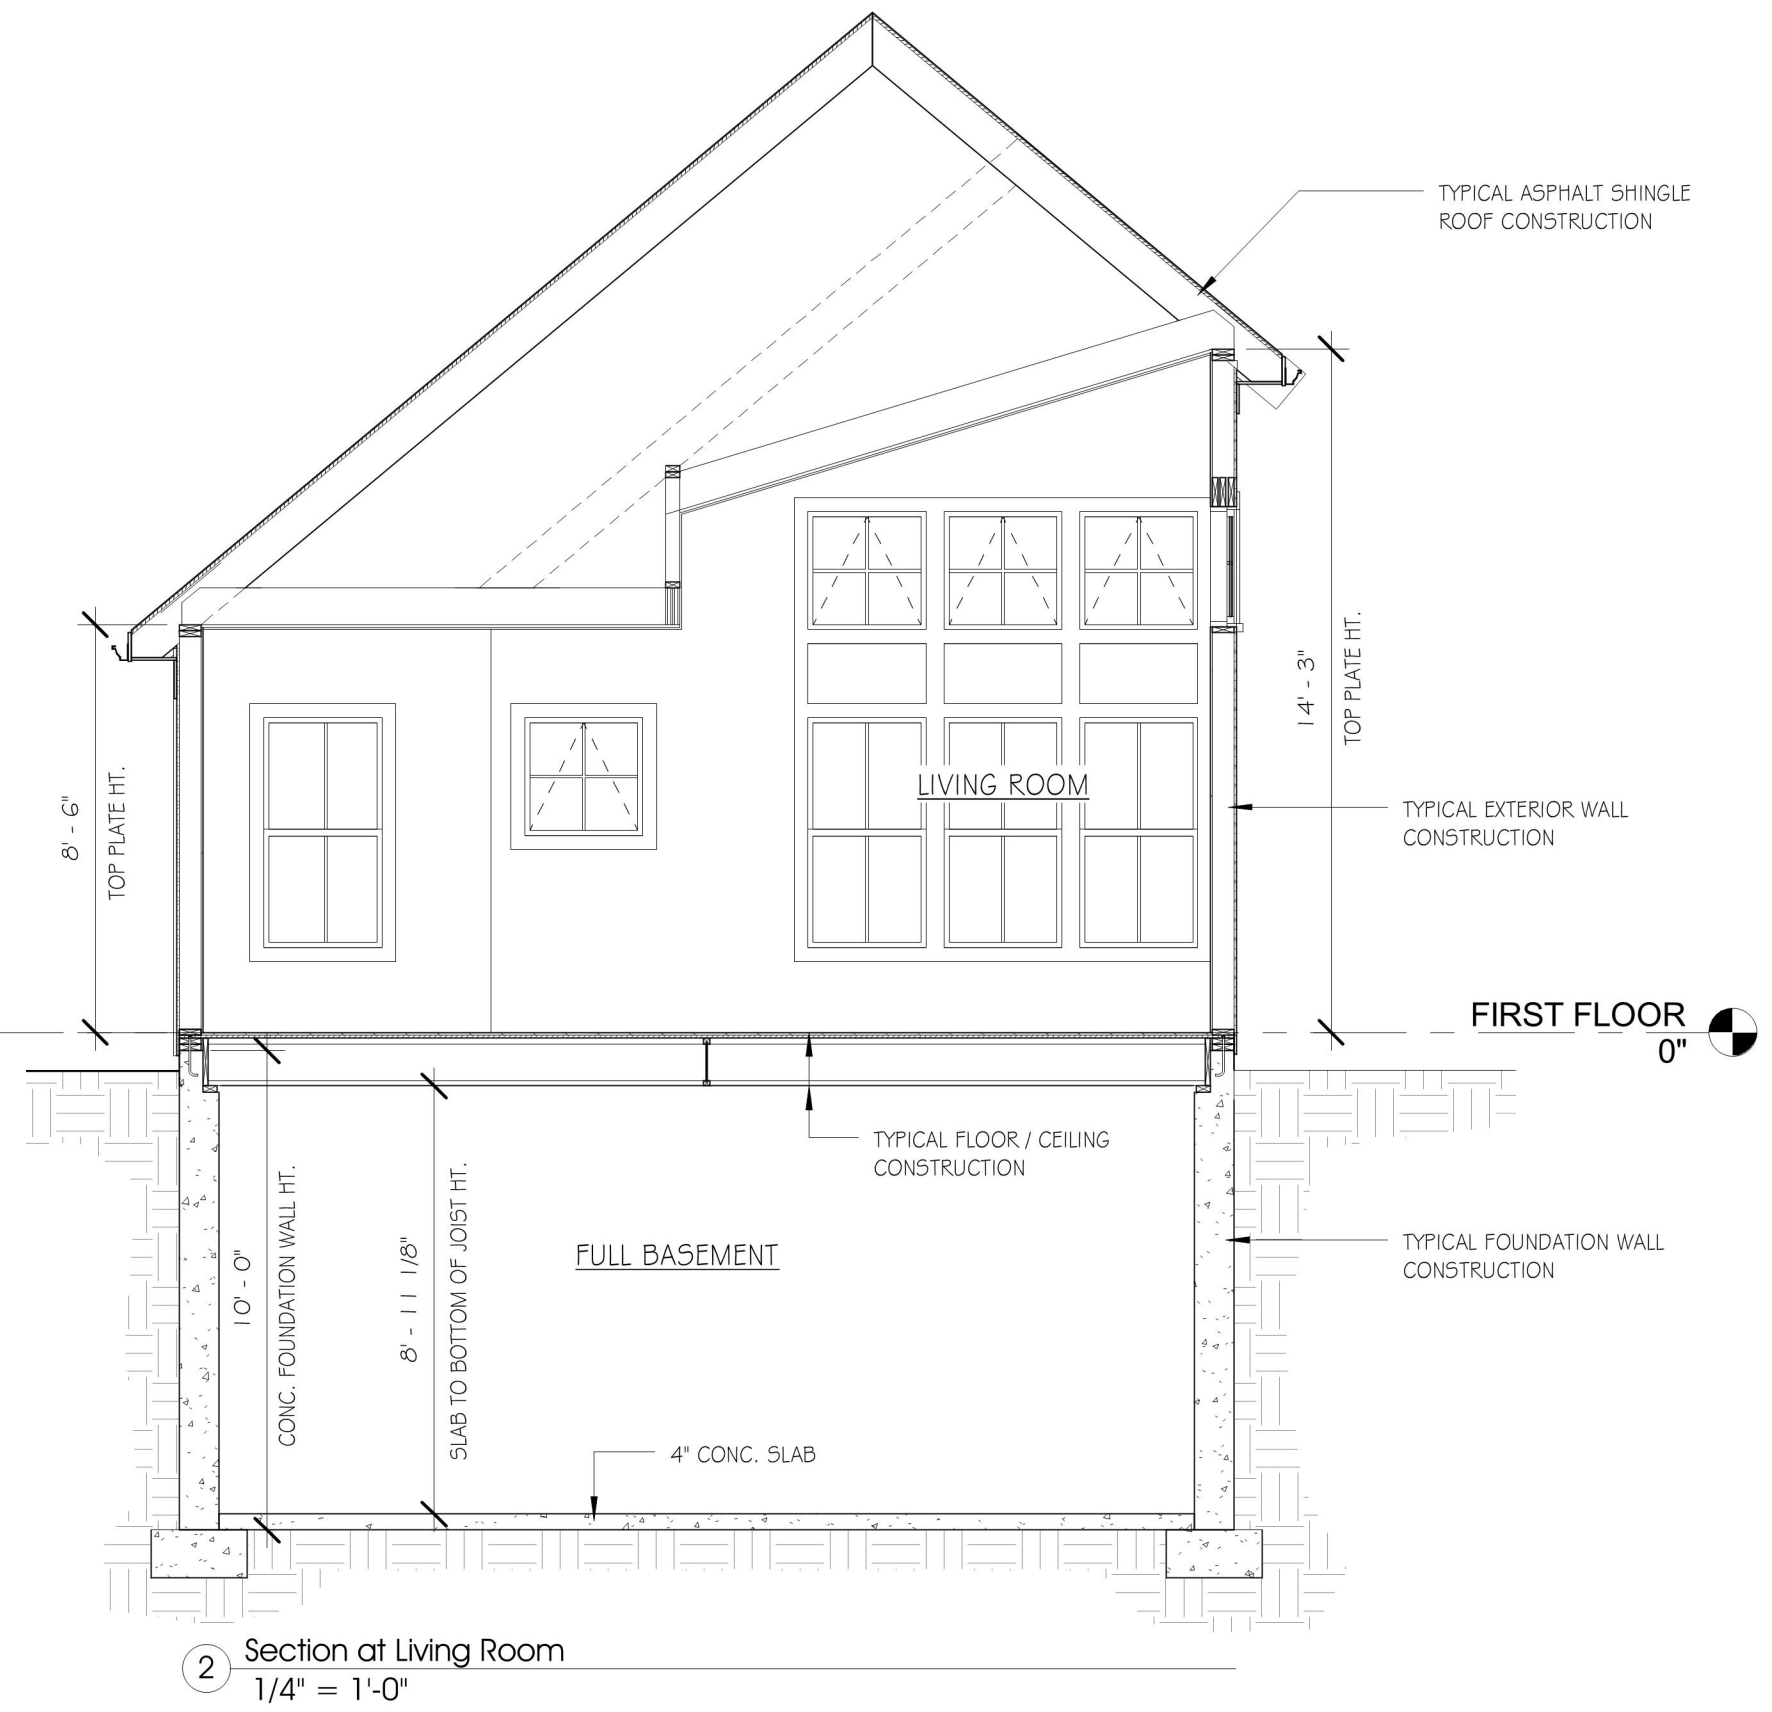 TYPICAL ASPHALT SHINGLE
ROOF CONSTRUCTION
14' - 3"
TOP PLATE HT.
8' - 6"
TOP PLATE HT.
LIVING ROOM
TYPICAL EXTERIOR WALL
CONSTRUCTION
FIRST FLOOR
0"
TYPICAL FLOOR / CEILING
CONSTRUCTION
10' - 0"
CONC. FOUNDATION WALL HT.
8' - 11 1/8"
SLAB TO BOTTOM OF JOIST HT.
FULL BASEMENT
TYPICAL FOUNDATION WALL
CONSTRUCTION
4" CONC. SLAB
2
Section at Living Room
1/4" = 1'-0"